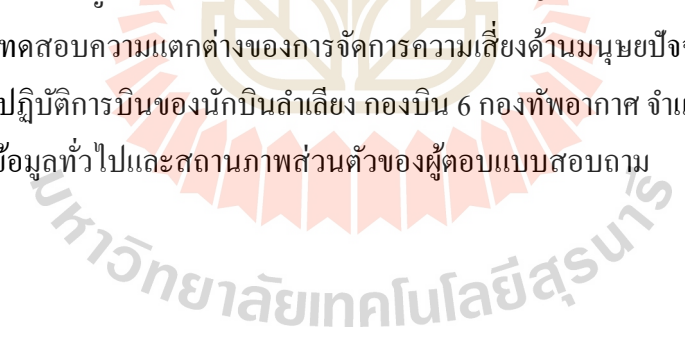 ทดสอบความแตกต่างของการจัดการความเสี่ยงด้านมนุษยปัจ
ปฏิบัติการบินของนักบินลำเลียง กองบิน 6 กองทัพอากาศ จำแ
ข้อมูลทั่วไปและสถานภาพส่วนตัวของผู้ตอบแบบสอบถาม
มหาวิทยาลัยเทคโนโลยีสุรนารี